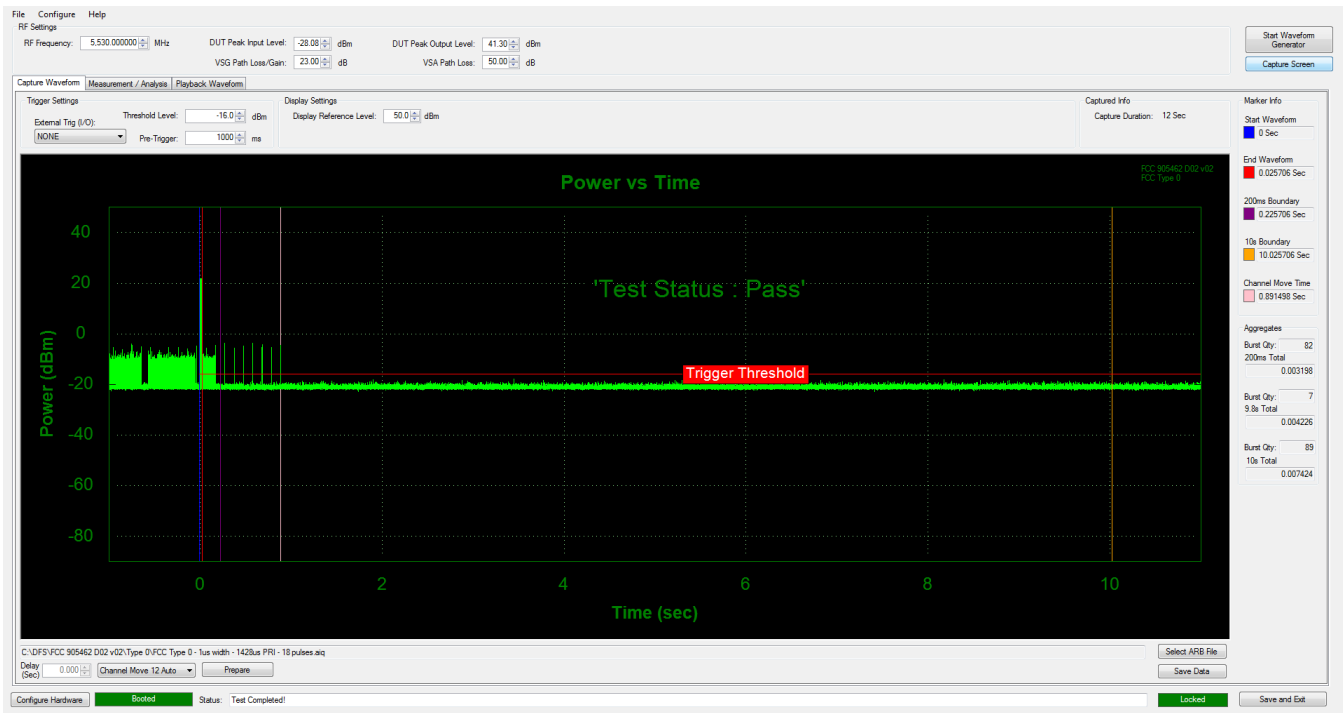 File Configure Help
RF Settings
RF Frequency: 5,530.000000 MHz DUT Peak Input Level: -28.08 dBm DUT Peak Output Level: 41.30 dBm
VSG Path Loss/Gain: 23.00 dB VSA Path Loss: 50.00 dB
Start Waveform
Generator
Capture Screen
Capture Waveform Measurement / Analysis Playback Waveform
Trigger Settings
External Trig (I/O):
NONE
Threshold Level: -16.0 dBm
Pre-Trigger: 1000 ms
Display Settings
Display Reference Level: 50.0 dBm
Captured Info
Capture Duration: 12 Sec
Power vs Time
FCC 905462 D02 v02
FCC Type 0
'Test Status : Pass'
Trigger Threshold
Power (dBm)
40
20
0
-20
-40
-60
-80
0 2 4 6 8 10
Time (sec)
Marker Info
Start Waveform
0 Sec
End Waveform
0.025706 Sec
200ms Boundary
0.225706 Sec
10s Boundary
10.025706 Sec
Channel Move Time
0.891498 Sec
Aggregates
Burst Qty: 82
200ms Total
0.003198
Burst Qty: 7
9.8s Total
0.004226
Burst Qty: 89
10s Total
0.007424
C:\DFS\FCC 905462 D02 v02\Type 0\FCC Type 0 - 1us width - 1428us PRI - 18 pulses.aiq
Select ARB File
Delay
(Sec) 0.000 Channel Move 12 Auto Prepare
Save Data
Configure Hardware Booted Status: Test Completed! Locked Save and Exit